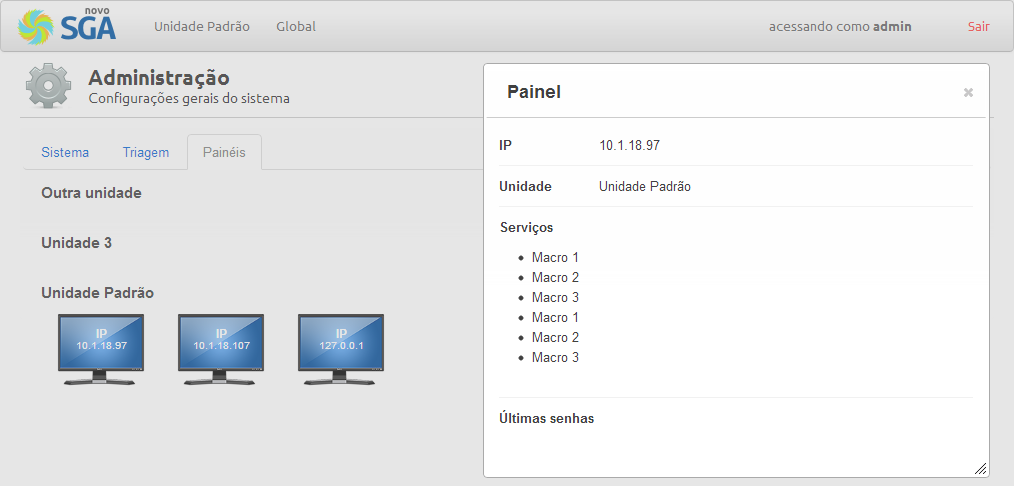 novo
SGA
Unidade Padrão
Global
acessando como admin
Sair
Administração
Configurações gerais do sistema
Sistema
Triagem
Painéis
Outra unidade
Unidade 3
Unidade Padrão
IP
10.1.18.97
IP
10.1.18.107
IP
127.0.0.1
Painel
×
IP 10.1.18.97
Unidade Unidade Padrão
Serviços
• Macro 1
• Macro 2
• Macro 3
• Macro 1
• Macro 2
• Macro 3
Últimas senhas